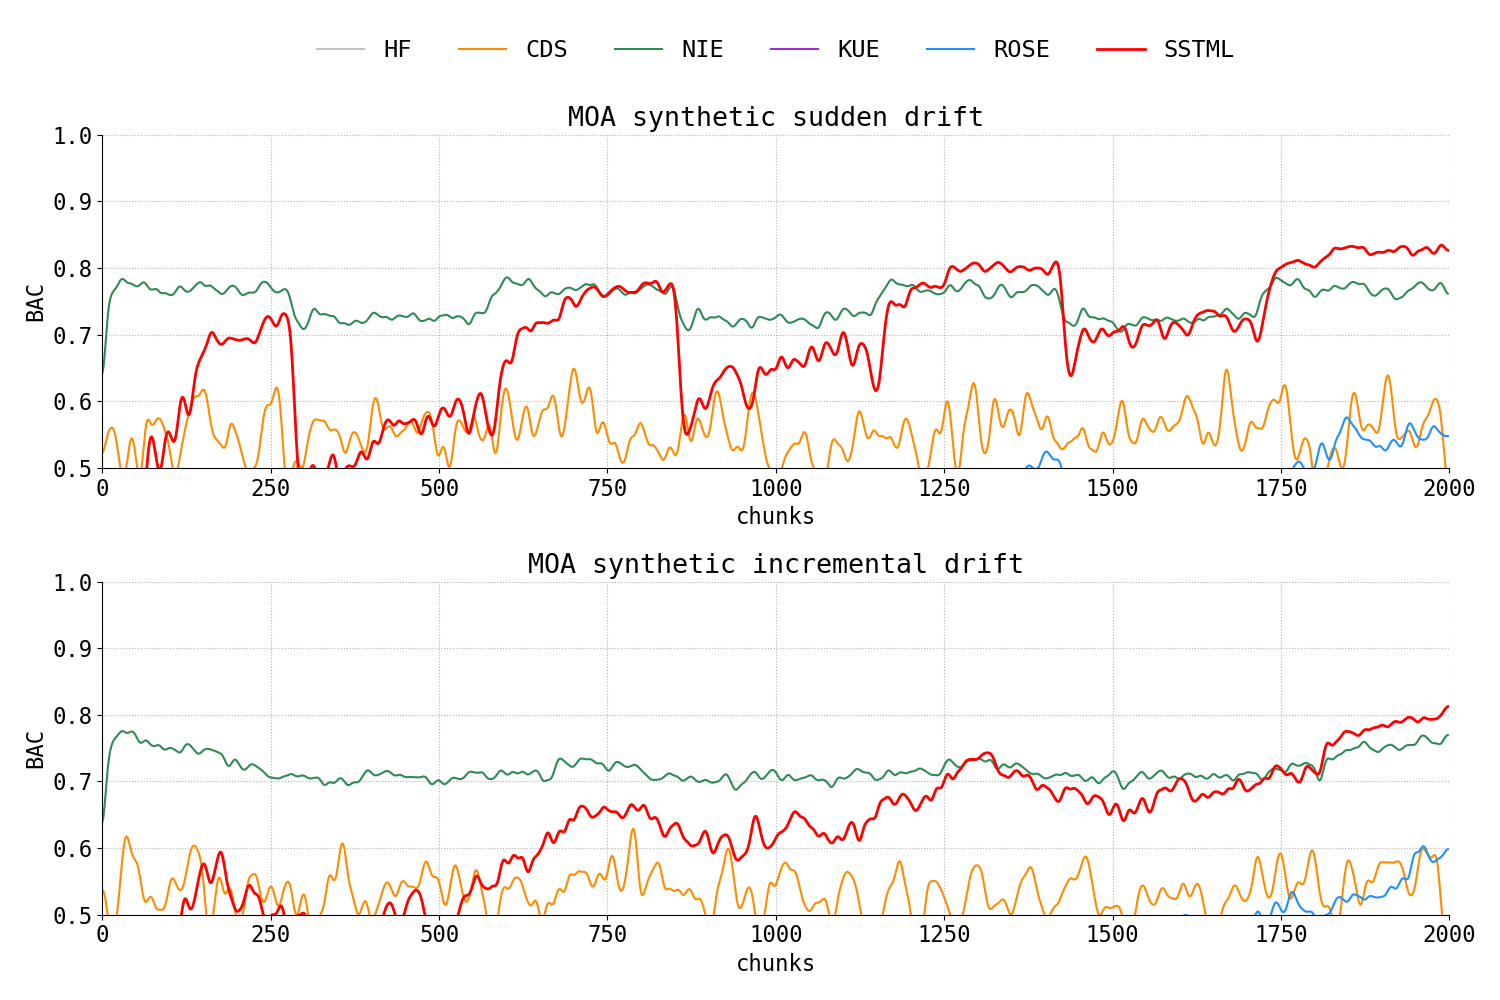 HF CDS NIE KUE ROSE SSTML
MOA synthetic sudden drift
1.0
0.9
0.8
0.7
0.6
0.5
BAC
0 250 500 750 1000 1250 1500 1750 2000
chunks
MOA synthetic incremental drift
1.0
0.9
0.8
0.7
0.6
0.5
BAC
0 250 500 750 1000 1250 1500 1750 2000
chunks